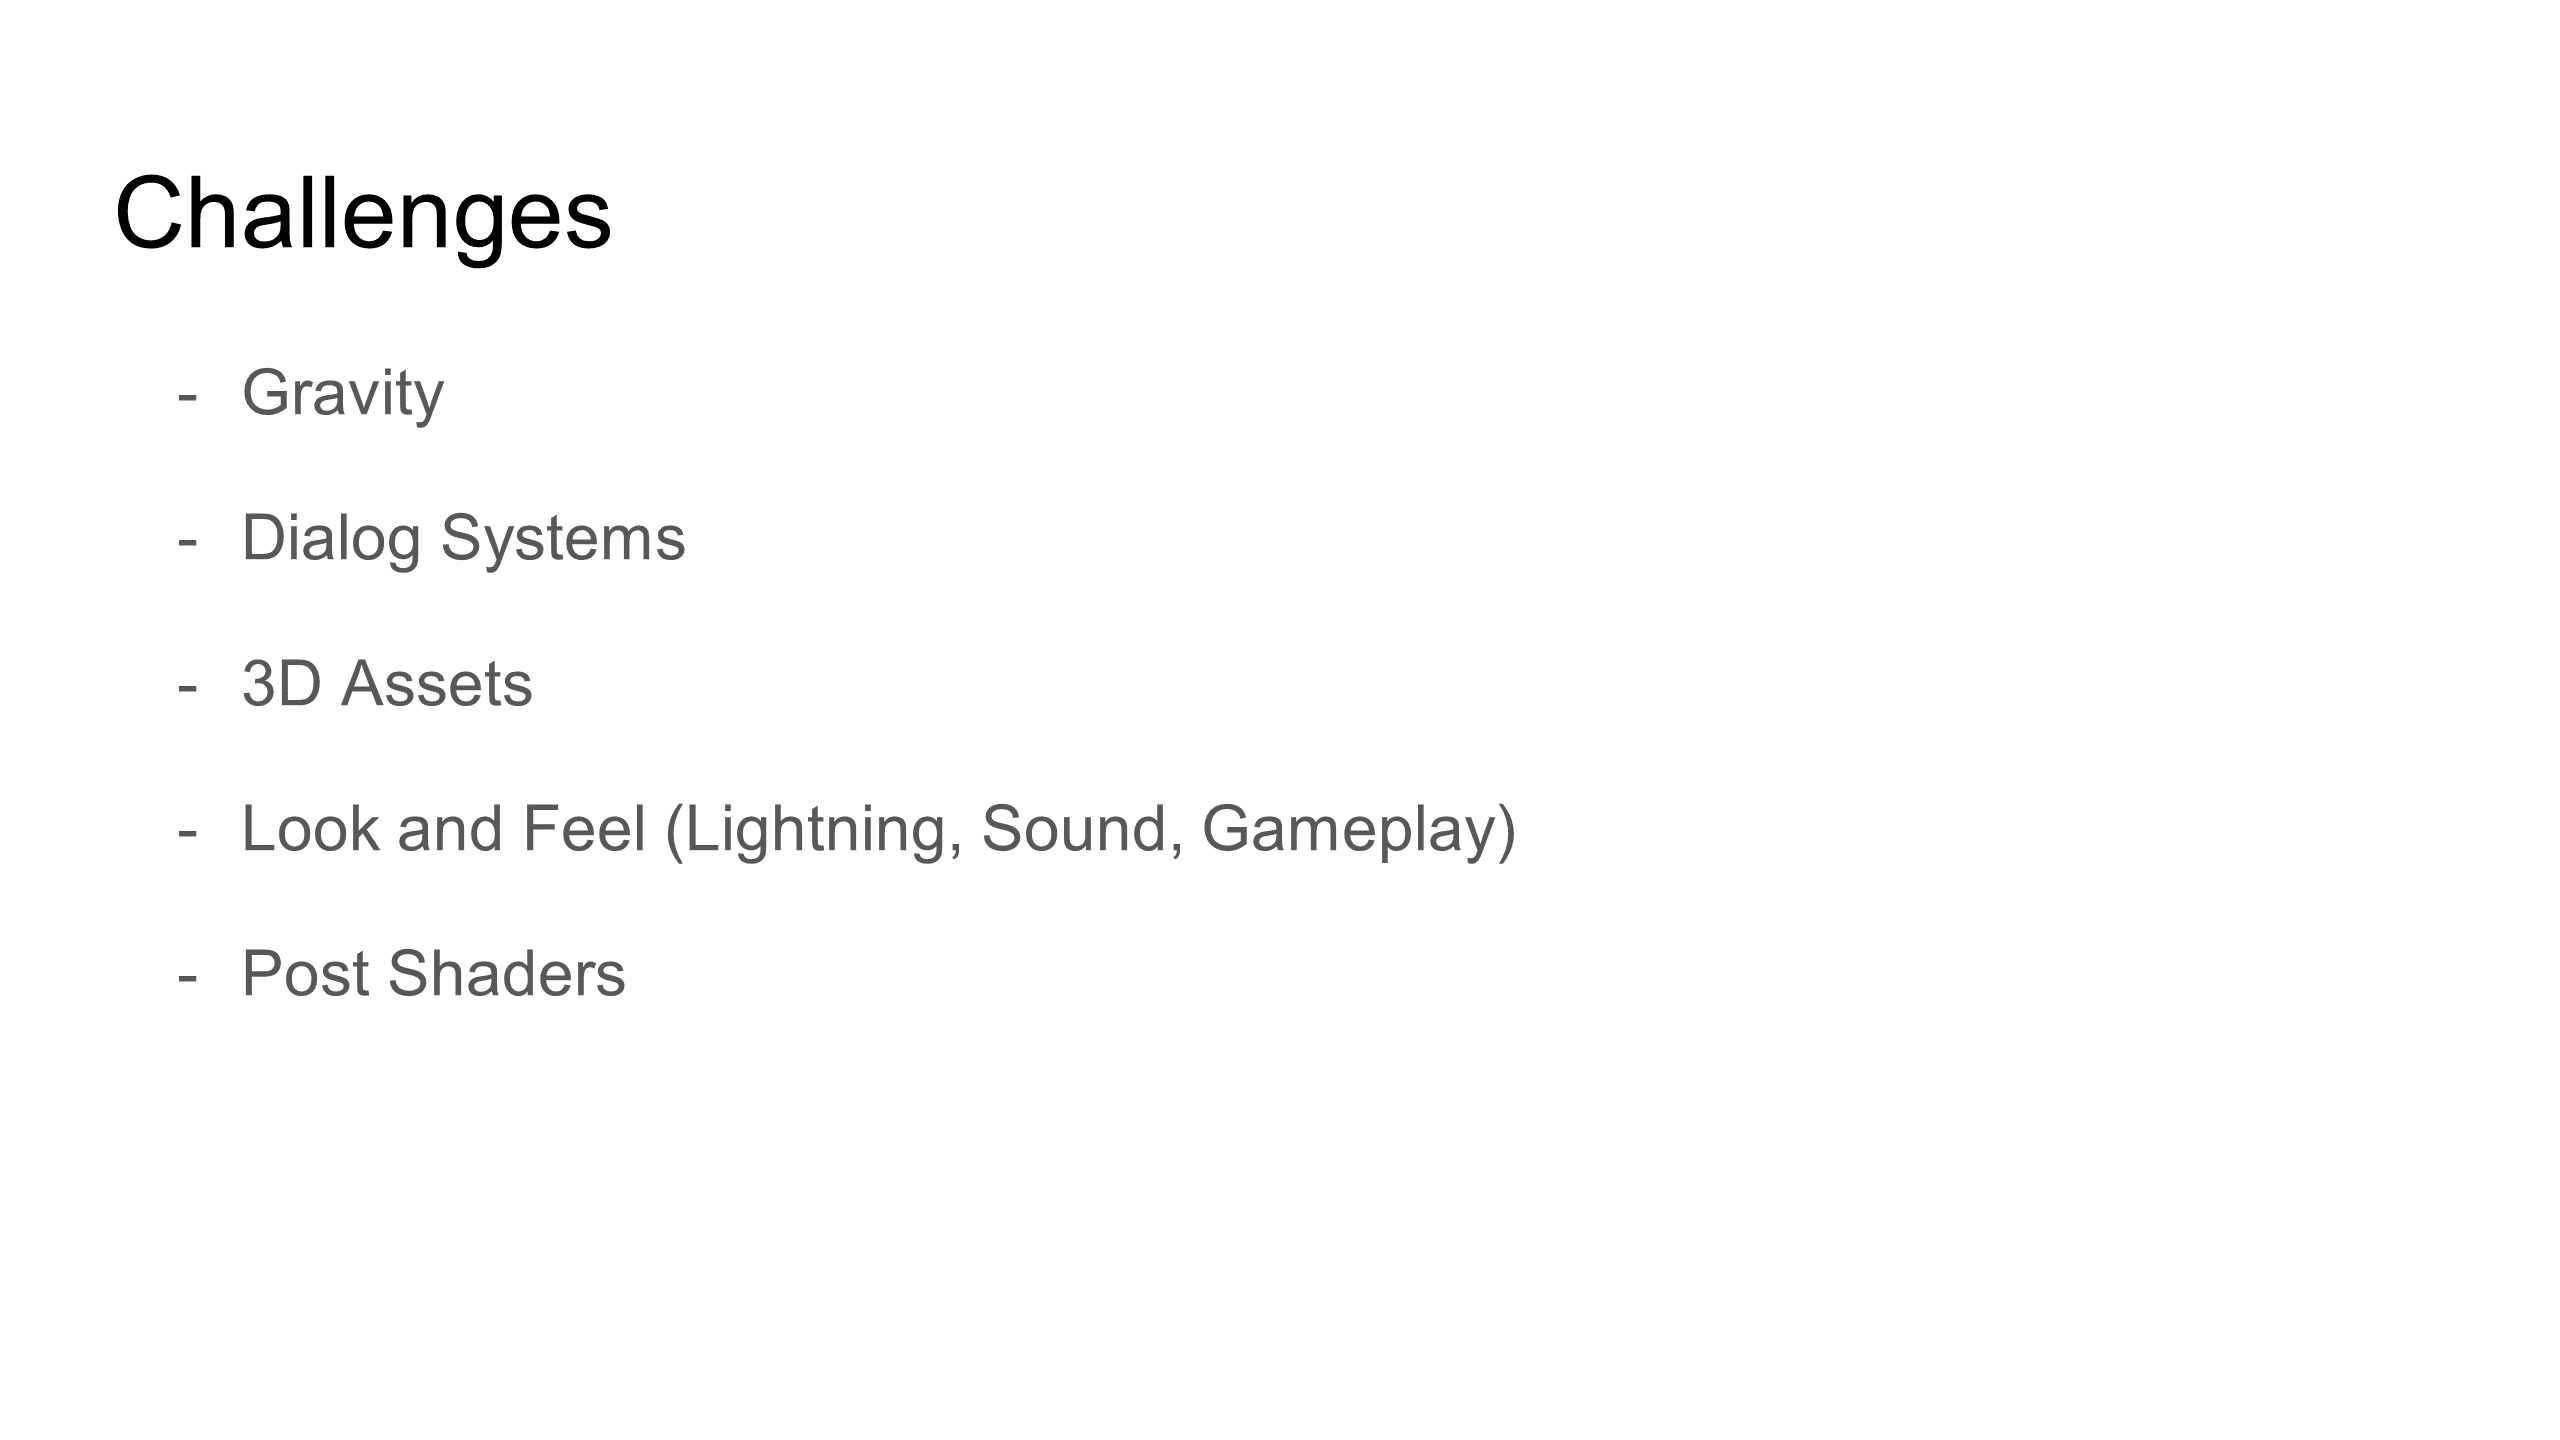 Challenges
- Gravity
- Dialog Systems
- 3D Assets
- Look and Feel (Lightning, Sound, Gameplay)
- Post Shaders